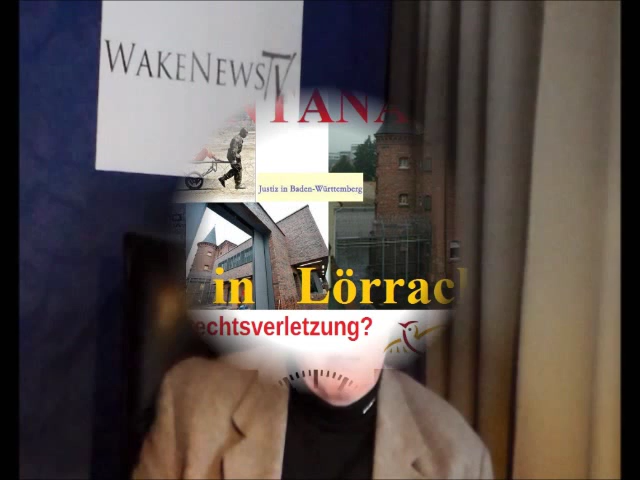 WAKENEWSTV
TANA
Justiz in Baden-Württemberg
in Lörrac
echtsverletzung?